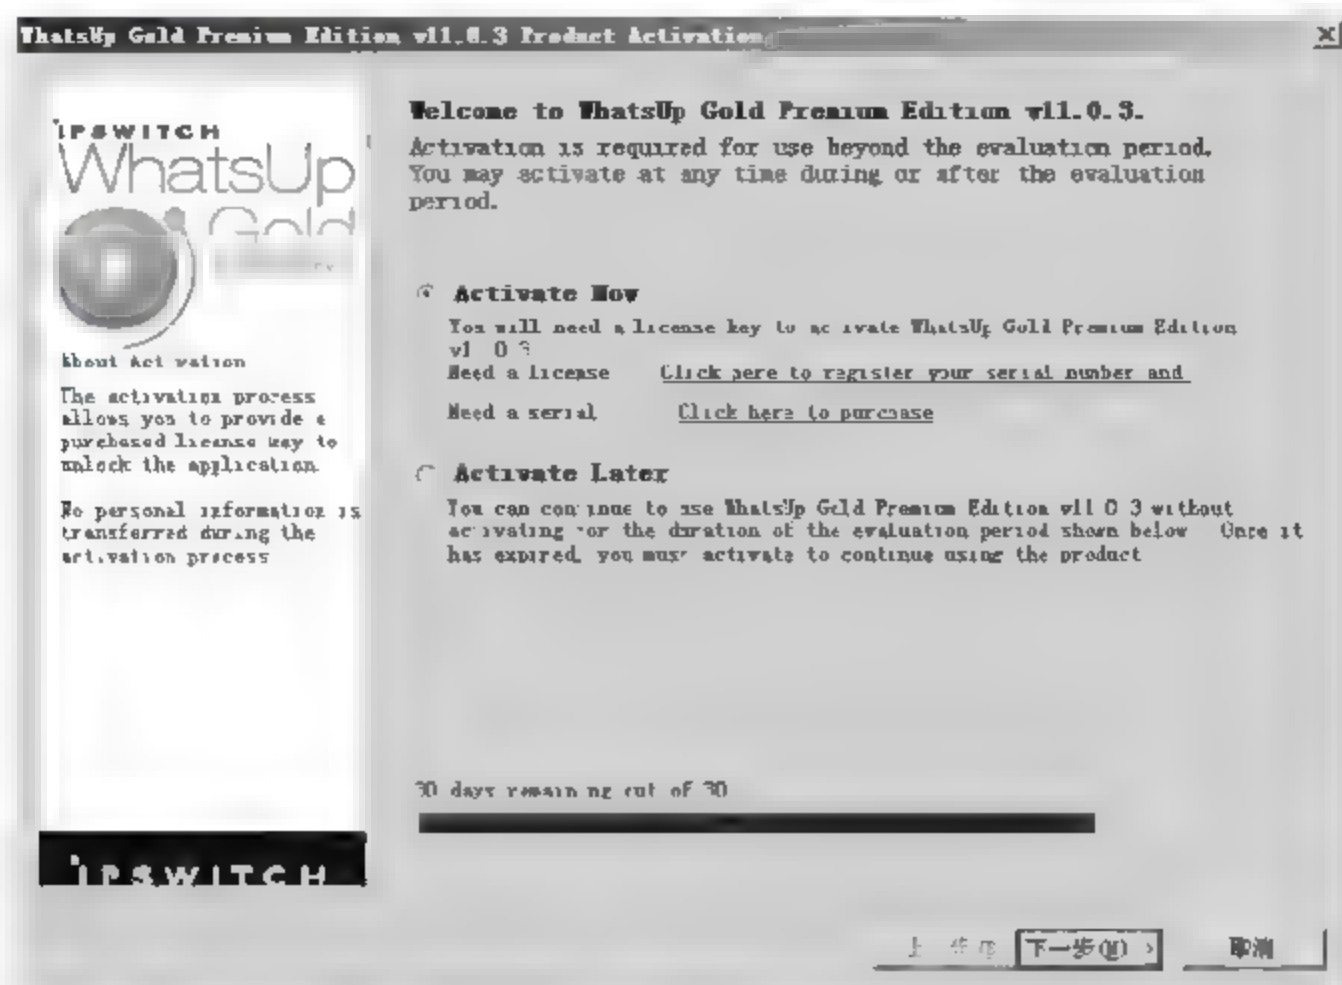 WhatsUp Gold Premium Edition v11.0.3 Product Activation
IPSWITCH
WhatsUp
Gold
About Activation
The activation process
allows you to provide a
purchased license key to
unlock the application
No personal information is
transferred during the
activation process
IPSWITCH
Welcome to WhatsUp Gold Premium Edition v11.0.3.
Activation is required for use beyond the evaluation period.
You may activate at any time during or after the evaluation
period.
Activate Now
You will need a license key to activate WhatsUp Gold Premium Edition
v11 0 3
Need a license Click here to register your serial number and
Need a serial Click here to purchase
Activate Later
You can continue to use WhatsUp Gold Premium Edition v11 0 3 without
activating for the duration of the evaluation period shown below Once it
has expired, you must activate to continue using the product
30 days remaining out of 30
下一步(N) >
取消